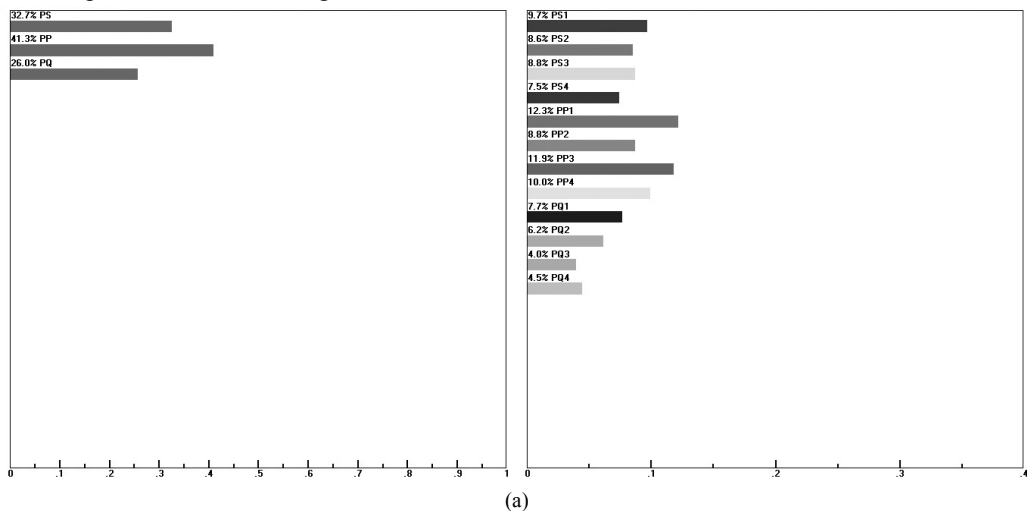 32.7% PS
41.3% PP
26.0% PQ
0 .1 .2 .3 .4 .5 .6 .7 .8 .9 1
9.7% PS1
8.6% PS2
8.8% PS3
7.5% PS4
12.3% PP1
8.8% PP2
11.9% PP3
10.0% PP4
7.7% PQ1
6.2% PQ2
4.0% PQ3
4.5% PQ4
0 .1 .2 .3 .4
(a)